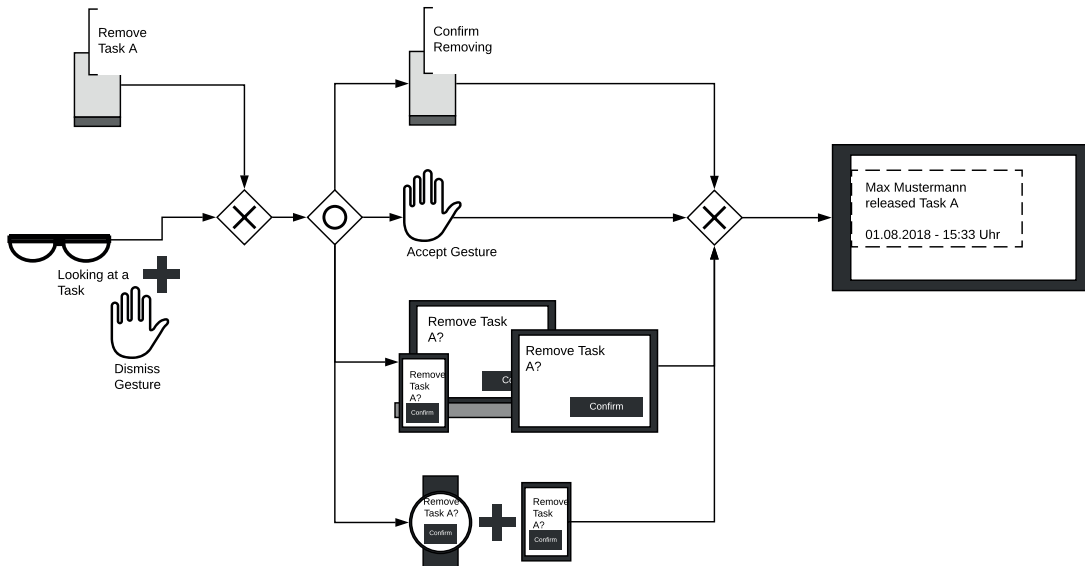 Remove
Task A
Confirm
Removing
Looking at a
Task
Dismiss
Gesture
Accept Gesture
Remove Task
A?
Remove
Task
A?
Confirm
Remove Task
A?
Confirm
Remove
Task A?
Confirm
Remove
Task
A?
Confirm
Max Mustermann
released Task A
01.08.2018 - 15:33 Uhr